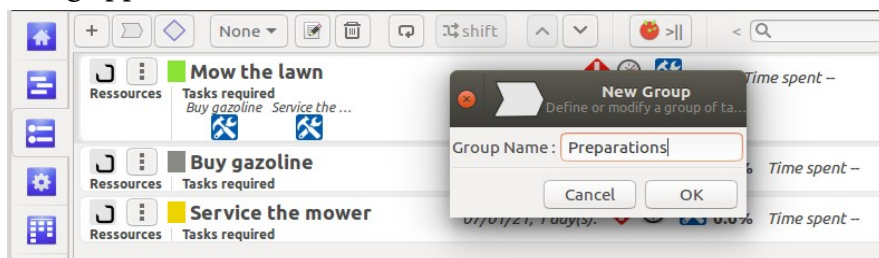 + None shift >|| <
Mow the lawn
Ressources Tasks required
Buy gazoline Service the ...
Time spent --
New Group
Define or modify a group of ta...
Group Name : Preparations
Cancel OK
Buy gazoline
Ressources Tasks required
% Time spent --
Service the mower
Ressources Tasks required
07/01/21, 1 day(s). 0.0% Time spent --